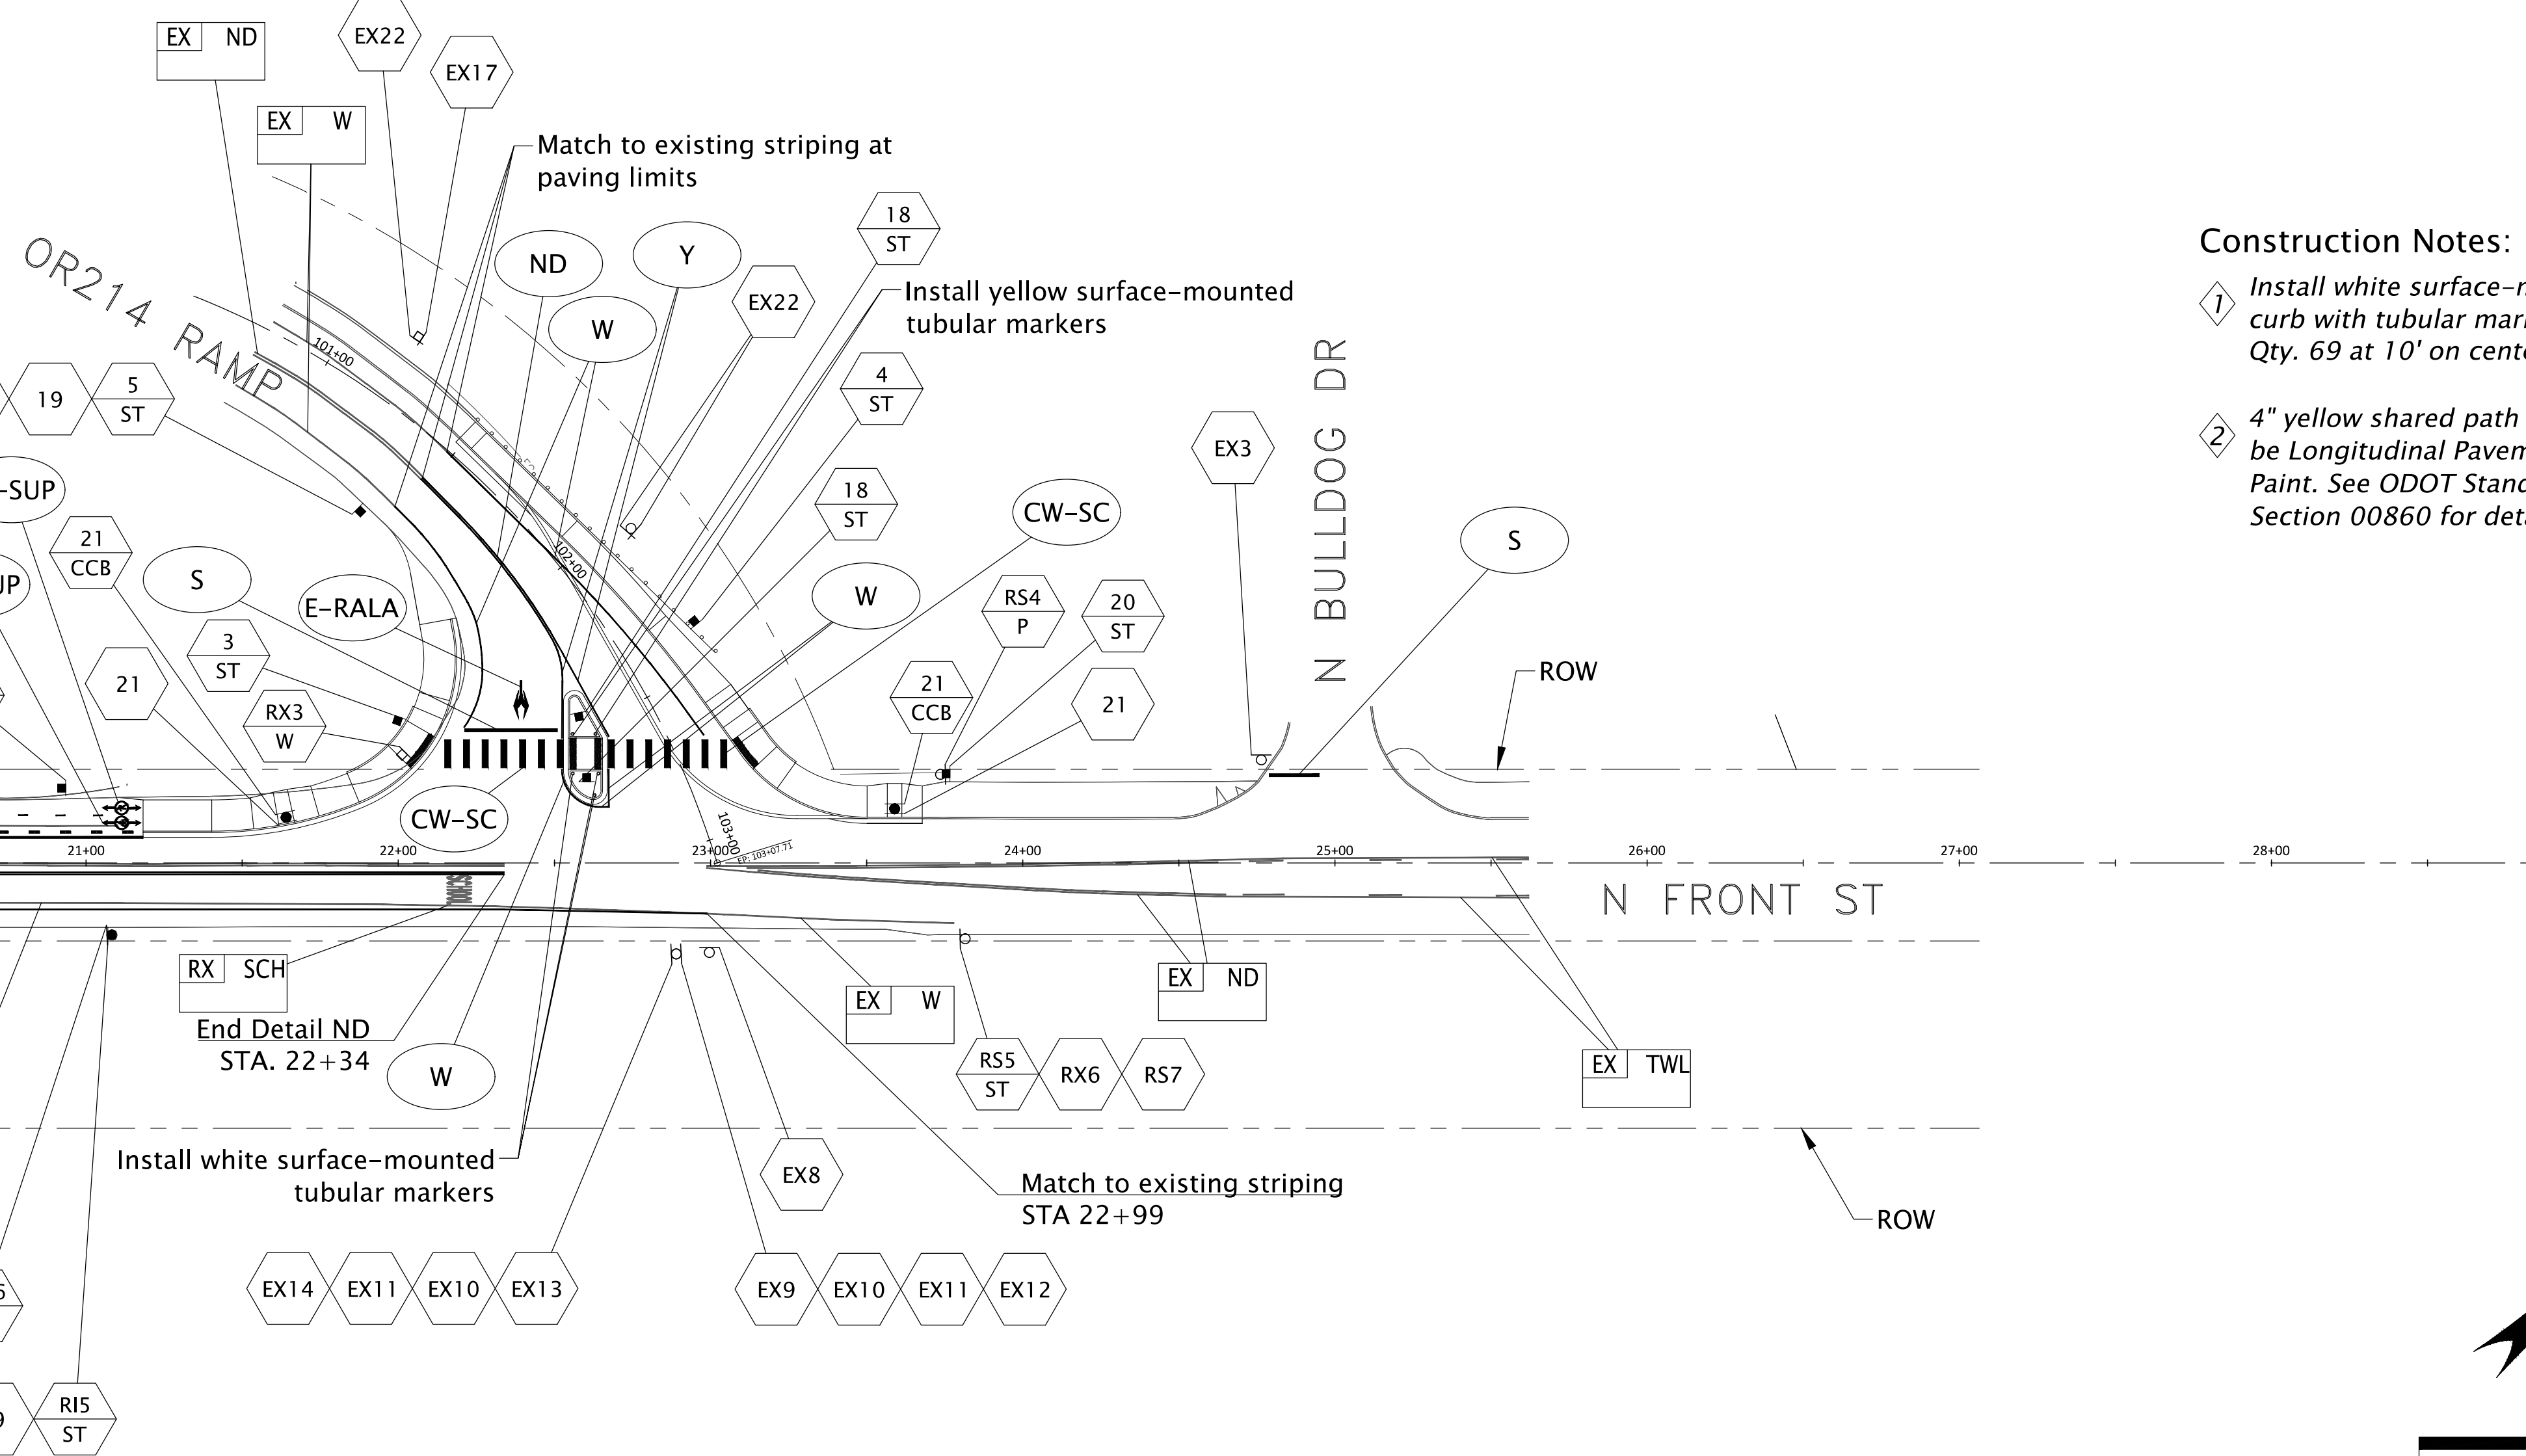 EX ND
EX22
EX17
EX W
Match to existing striping at
paving limits
18
ST
Y
ND
W
EX22
Install yellow surface-mounted
tubular markers
Construction Notes:
1
Install white surface-
curb with tubular
Qty. 69 at 10' on
2
4" yellow shared path
be Longitudinal
Paint. See ODOT
Section 00860 for
OR214 RAMP
101+00
19
5
ST
4
ST
EX3
N BULLDOG DR
-SUP
21
CCB
S
E-RALA
18
ST
CW-SC
S
102+00
W
RS4
P
20
ST
3
ST
21
RX3
W
21
CCB
21
ROW
CW-SC
21+00
22+00
23+00
24+00
25+00
26+00
27+00
28+00
103+00
EP: 103+07.71
N FRONT ST
SCHOOL
RX SCH
EX W
EX ND
End Detail ND
STA. 22+34
W
RS5
ST
RX6
RS7
EX TWL
Install white surface-mounted
tubular markers
EX8
Match to existing striping
STA 22+99
ROW
EX14
EX11
EX10
EX13
EX9
EX10
EX11
EX12
RI5
ST